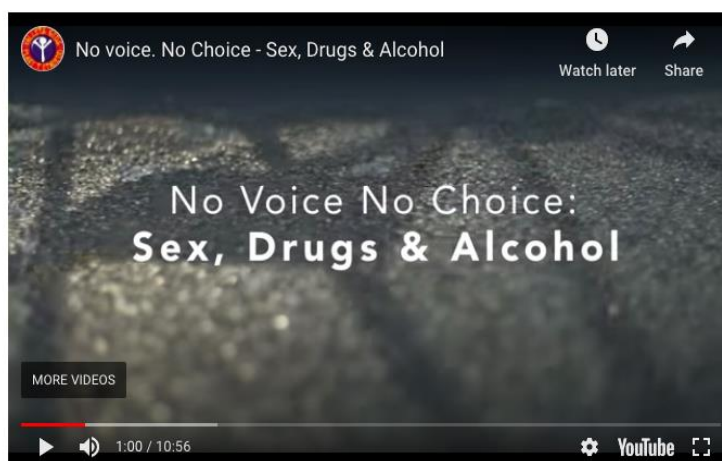 No voice. No Choice - Sex, Drugs & Alcohol
Watch later
Share
No Voice No Choice:
Sex, Drugs & Alcohol
MORE VIDEOS
1:00 / 10:56
YouTube